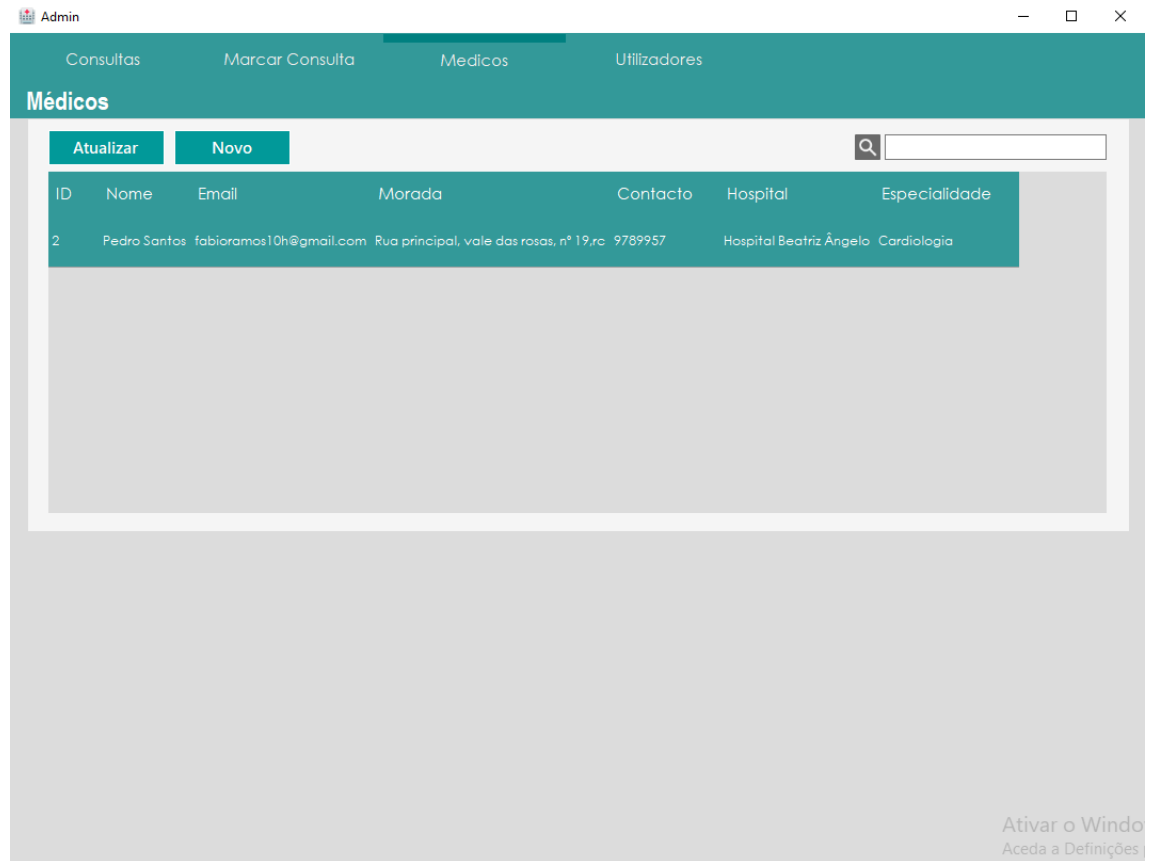 Admin
Consultas Marcar Consulta Medicos Utilizadores
Médicos
Atualizar Novo
ID Nome Email Morada Contacto Hospital Especialidade
2 Pedro Santos fabioramos10h@gmail.com Rua principal, vale das rosas, nº 19,rc 9789957 Hospital Beatriz Ângelo Cardiologia
Ativar o Windo
Aceda a Definições